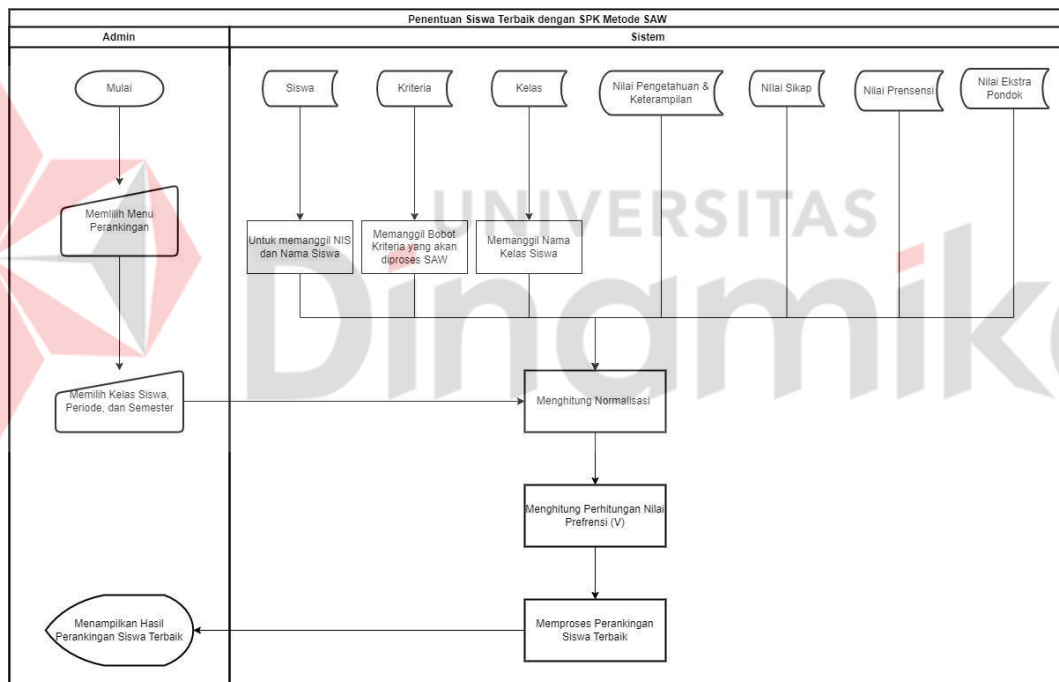 Penentuan Siswa Terbaik dengan SPK Metode SAW
Admin
Sistem
Mulai
Siswa
Kriteria
Kelas
Nilai Pengetahuan &
Keterampilan
NIlai Sikap
Nilai Prensensi
Nilai Ekstra
Pondok
Memlilih Menu
Perankingan
Untuk memanggil NIS
dan Nama Siswa
Memanggil Bobot
Kriteria yang akan
diproses SAW
Memanggil Nama
Kelas Siswa
UNIVERSITAS
Dinamika
Memilih Kelas Siswa,
Periode, dan Semester
Menghitung Normalisasi
Menghitung Perhitungan Nilai
Prefrensi (V)
Memproses Perankingan
Siswa Terbaik
Menampilkan Hasil
Perankingan Siswa Terbaik